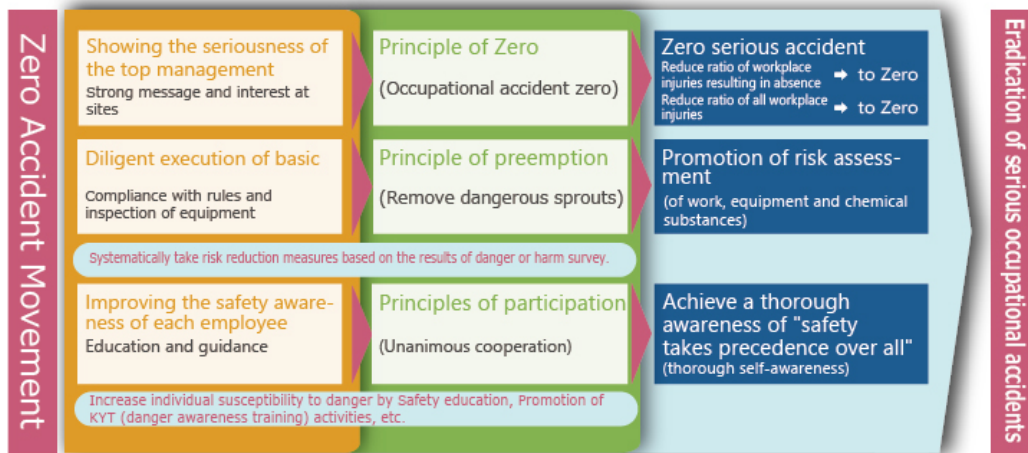 Zero Accident Movement
Showing the seriousness of
the top management
Strong message and interest at
sites
Principle of Zero
(Occupational accident zero)
Zero serious accident
Reduce ratio of workplace
injuries resulting in absence ➡ to Zero
Reduce ratio of all workplace
injuries ➡ to Zero
Diligent execution of basic
Compliance with rules and
inspection of equipment
Principle of preemption
(Remove dangerous sprouts)
Promotion of risk assess-
ment
(of work, equipment and chemical
substances)
Systematically take risk reduction measures based on the results of danger or harm survey.
Improving the safety aware-
ness of each employee
Education and guidance
Principles of participation
(Unanimous cooperation)
Achieve a thorough
awareness of "safety
takes precedence over all"
(thorough self-awareness)
Increase individual susceptibility to danger by Safety education, Promotion of
KYT (danger awareness training) activities, etc.
Eradication of serious occupational accidents